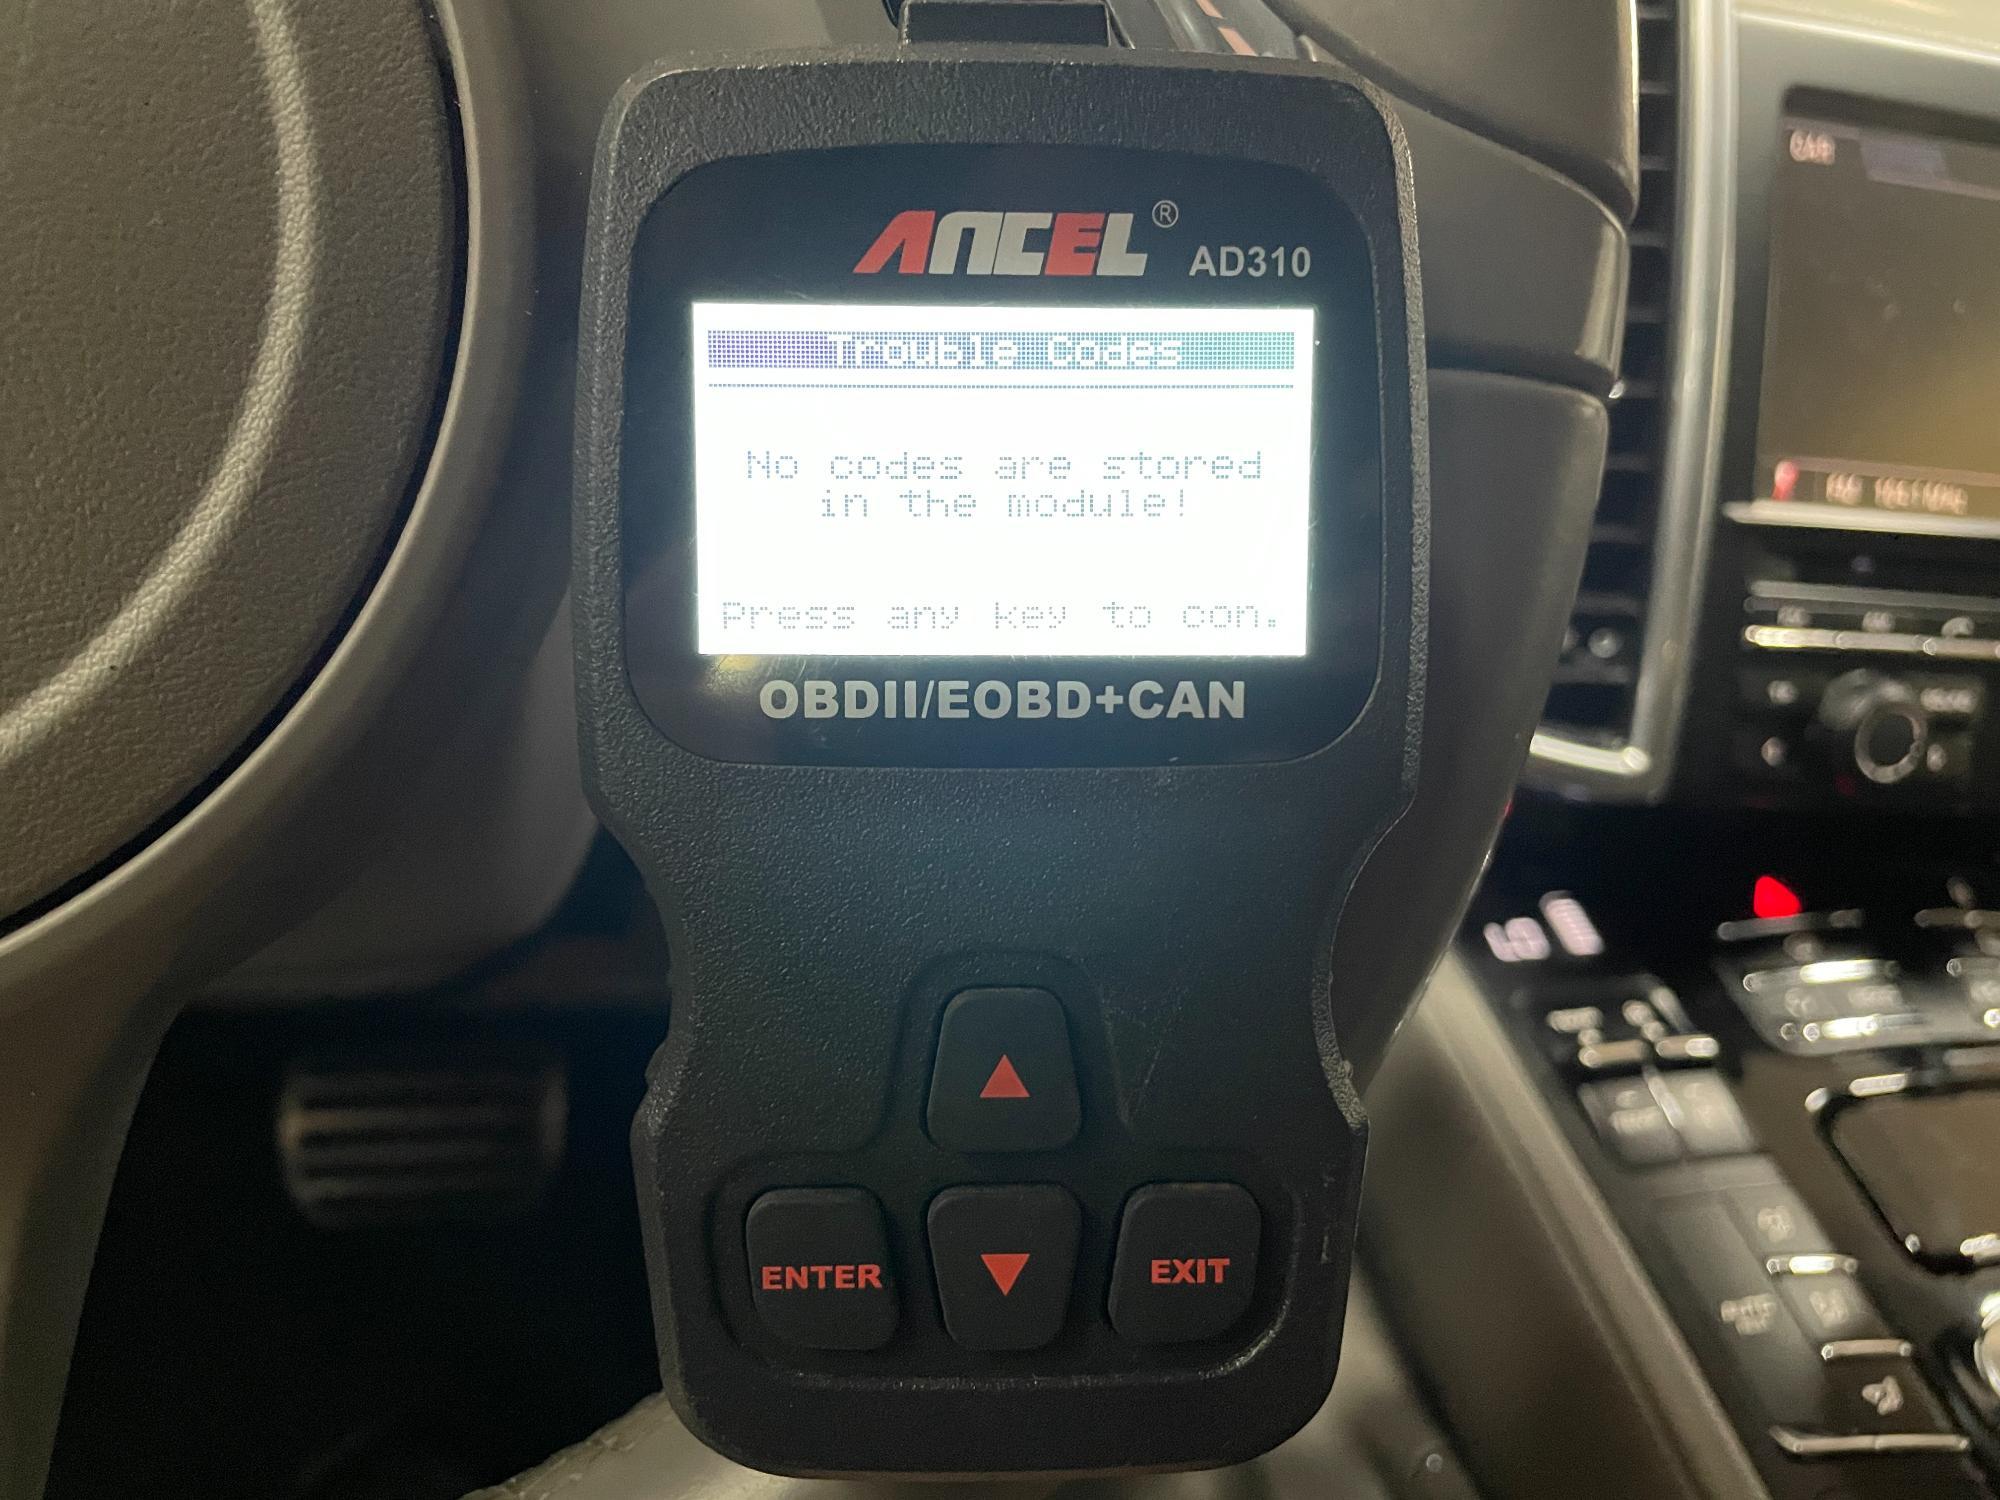 ANCEL®
AD310
Trouble Codes
No codes are stored
in the module!
Press any key to con.
OBDII/EOBD+CAN
ENTER
EXIT
CAR